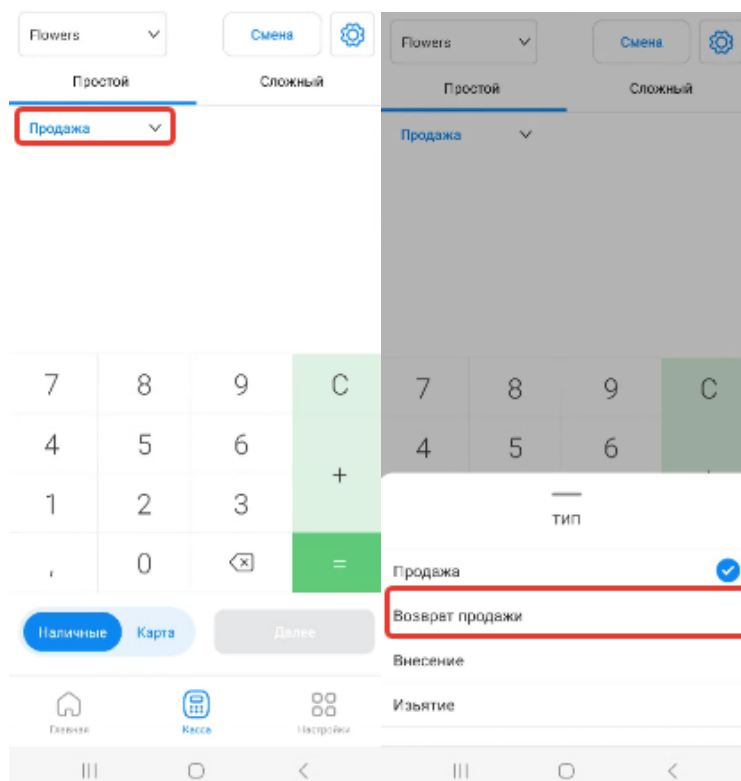 Flowers
Смена
Простой
Сложный
Продажа
7 8 9 C
4 5 6
+
1 2 3
, 0 =
Наличные
Карта
Далее
Главная
Касса
Настройки
Flowers
Смена
Простой
Сложный
Продажа
7 8 9 C
4 5 6
тип
Продажа
Возврат продажи
Внесение
Изьятие